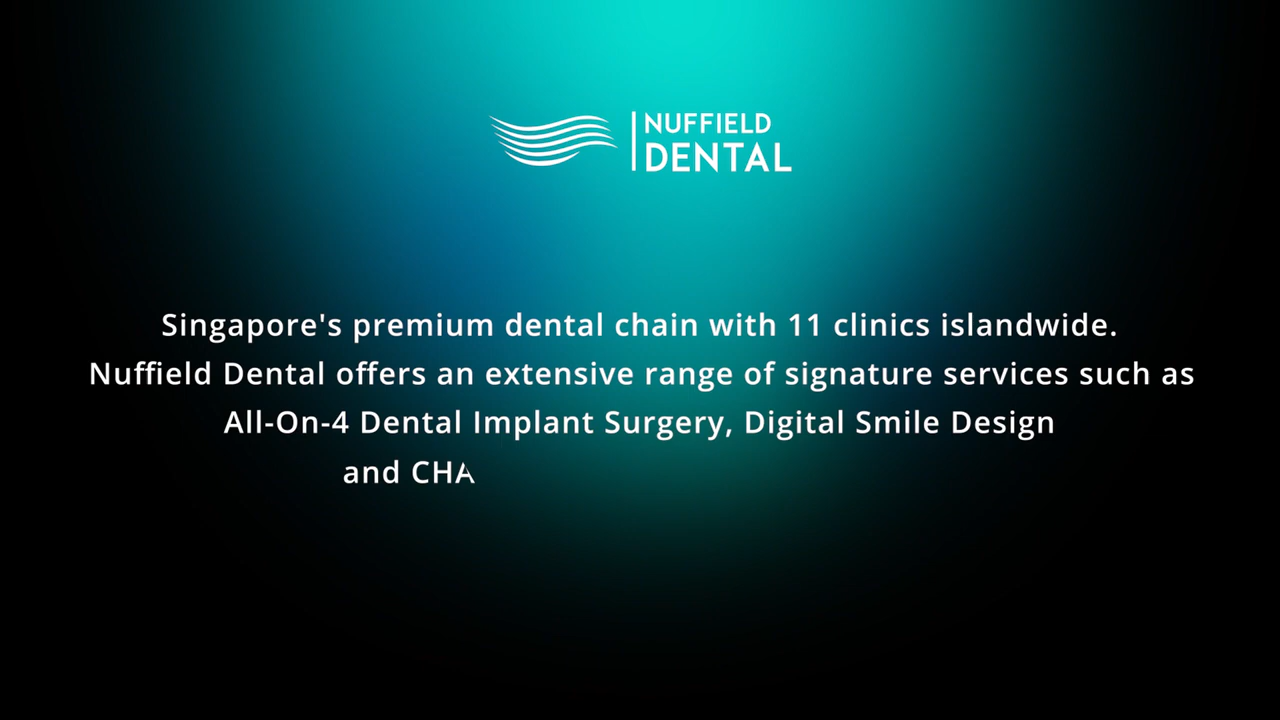 NUFFIELD
DENTAL
Singapore's premium dental chain with 11 clinics islandwide.
Nuffield Dental offers an extensive range of signature services such as
All-On-4 Dental Implant Surgery, Digital Smile Design
and CHA